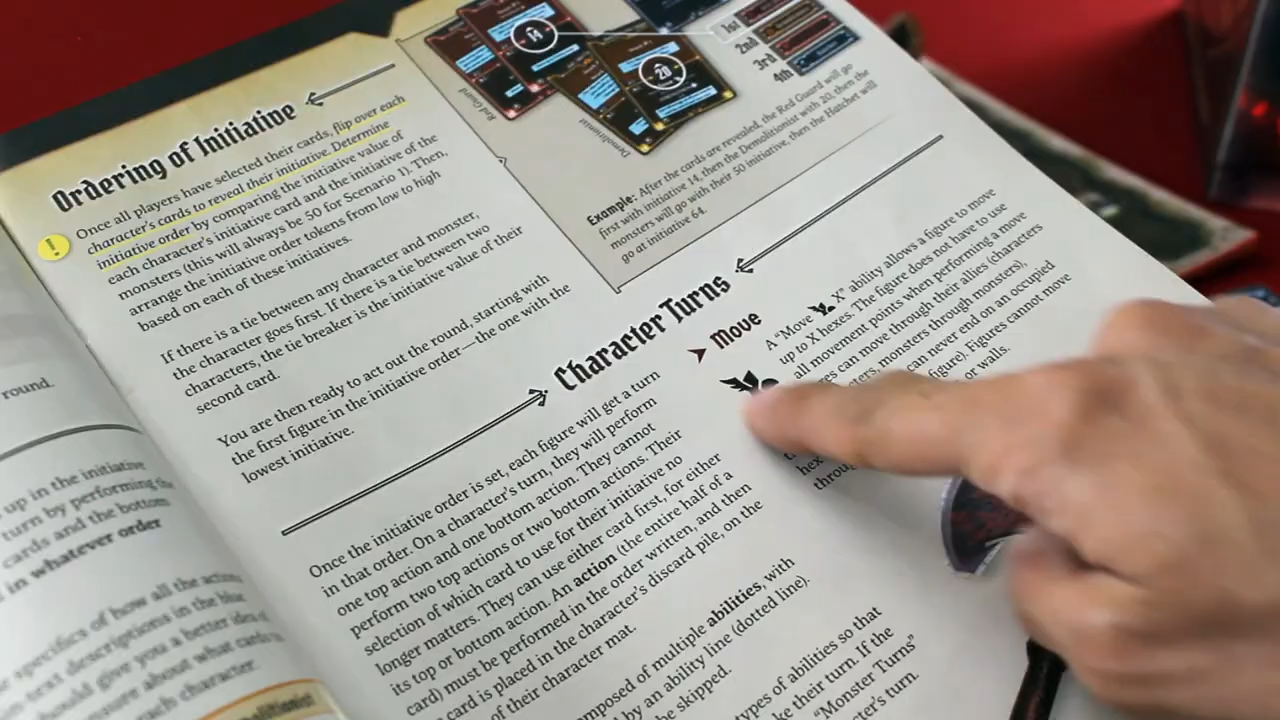 Ordering of Initiative
Once all players have selected their cards, flip over each
character's cards to reveal their initiative. Determine
initiative order by comparing the initiative value of
each character's initiative card and the initiative of the
monsters (this will always be 50 for Scenario 1). Then,
arrange the initiative order tokens from low to high
based on each of these initiatives.
If there is a tie between any character and monster,
the character goes first. If there is a tie between two
characters, the tie breaker is the initiative value of their
second card.
You are then ready to act out the round, starting with
the first figure in the initiative order—the one with the
lowest initiative.
!
14
20
Red Guard
Demolitionist
1st
2nd
3rd
4th
Example: After the cards are revealed, the Red Guard will go
first with initiative 14, then the Demolitionist with 20, then the
monsters will go with their 50 initiative, then the Hatchet will
go at initiative 64.
Character Turns
Once the initiative order is set, each figure will get a turn
in that order. On a character's turn, they will perform
one top action and one bottom action. They cannot
perform two top actions or two bottom actions. Their
selection of which card to use for their initiative no
longer matters. They can use either card first, for either
its top or bottom action. An action (the entire half of a
card) must be performed in the order written, and then
card is placed in the character's discard pile, on the
of their character mat.
mposed of multiple abilities, with
by an ability line (dotted line).
be skipped.
types of abilities so that
ke their turn. If the
"Monster Turns"
cter's turn.
Move
A "Move X" ability allows a figure to move
up to X hexes. The figure does not have to use
all movement points when performing a move
res can move through their allies (characters
ters, monsters through monsters),
can never end on an occupied
figure). Figures cannot move
or walls.
hex
throu
round.
up in the initiative
turn by performing the
cards and the bottom
in whatever order
specifics of how all the action
text descriptions in the blue
should give you a better idea o
sure about what cards
each character.
molitionist